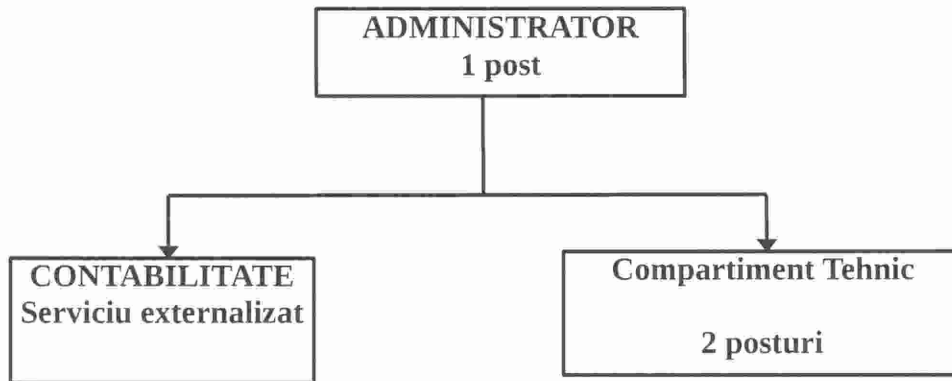 ADMINISTRATOR
1 post
CONTABILITATE
Serviciu externalizat
Compartiment Tehnic
2 posturi